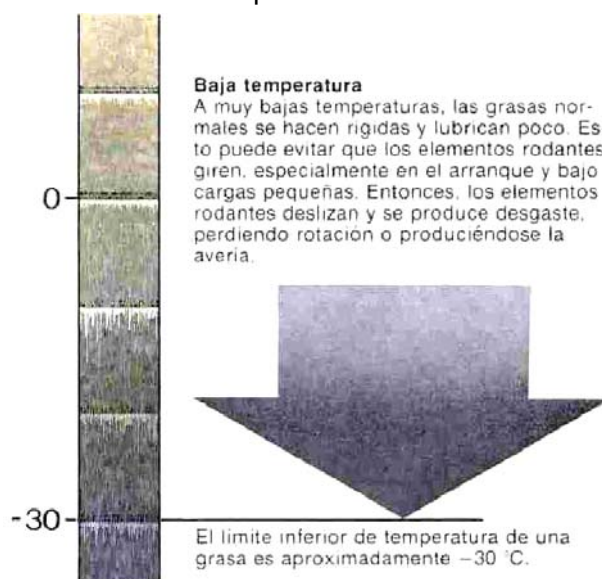 Baja temperatura
A muy bajas temperaturas, las grasas nor-
males se hacen rigidas y lubrican poco. Es
to puede evitar que los elementos rodantes
giren, especialmente en el arranque y bajo
cargas pequeñas. Entonces, los elementos
rodantes deslizan y se produce desgaste,
perdiendo rotación o produciéndose la
avería.
0
-30
El limite inferior de temperatura de una
grasa es aproximadamente −30 °C.